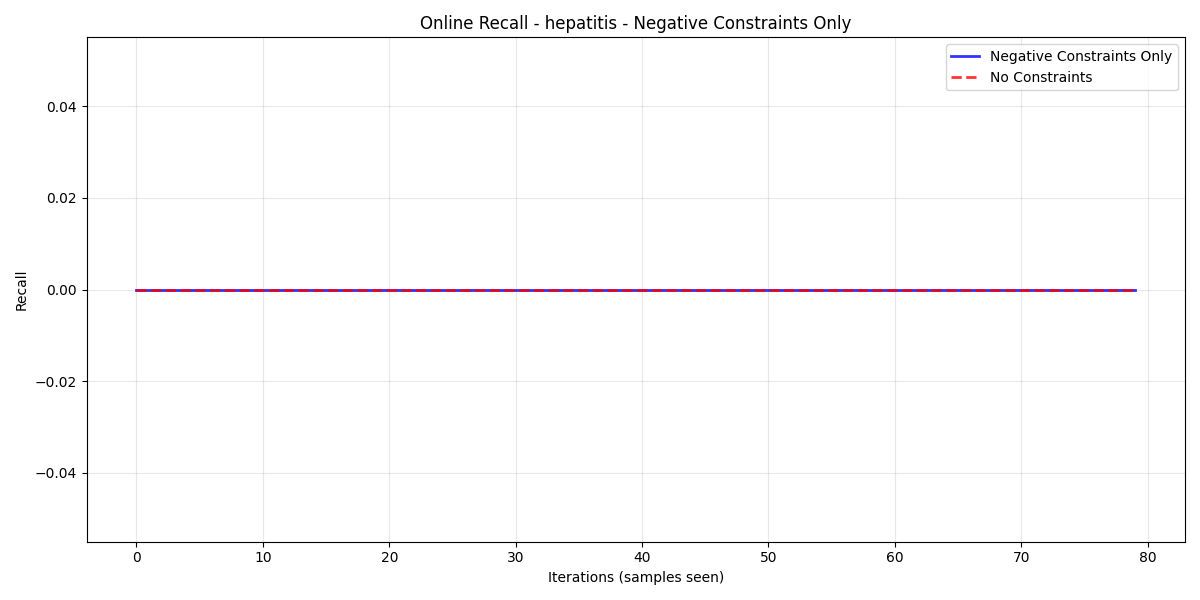 Online Recall - hepatitis - Negative Constraints Only
Negative Constraints Only
No Constraints
Recall
0.04
0.02
0.00
−0.02
−0.04
0 10 20 30 40 50 60 70 80
Iterations (samples seen)